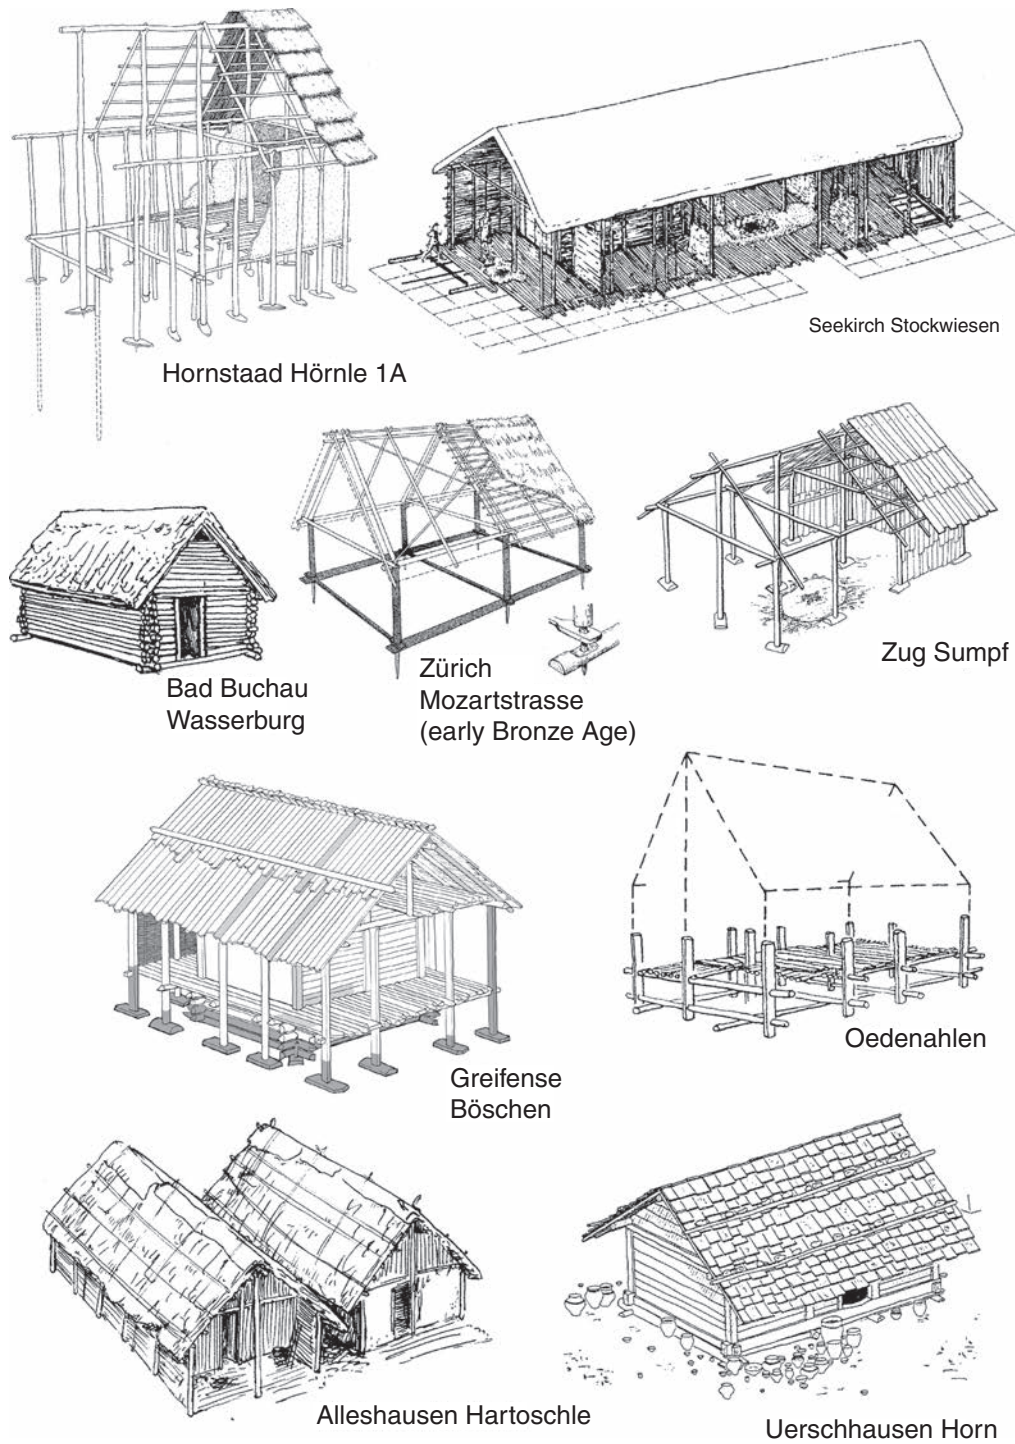 Seekirch Stockwiesen
Hornstaad Hörnle 1A
Bad Buchau
Wasserburg
Zürich
Mozartstrasse
(early Bronze Age)
Zug Sumpf
Greifense
Böschen
Oedenahlen
Alleshausen Hartoschle
Uerschhausen Horn